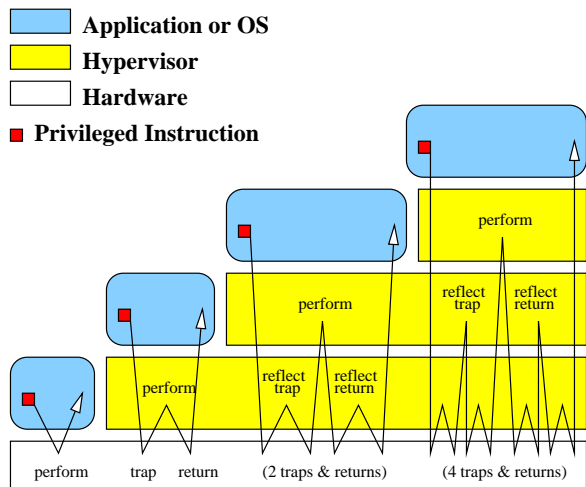 Application or OS
Hypervisor
Hardware
Privileged Instruction
perform
reflect reflect
trap return
perform
perform
reflect reflect
trap return
perform trap return (2 traps & returns) (4 traps & returns)